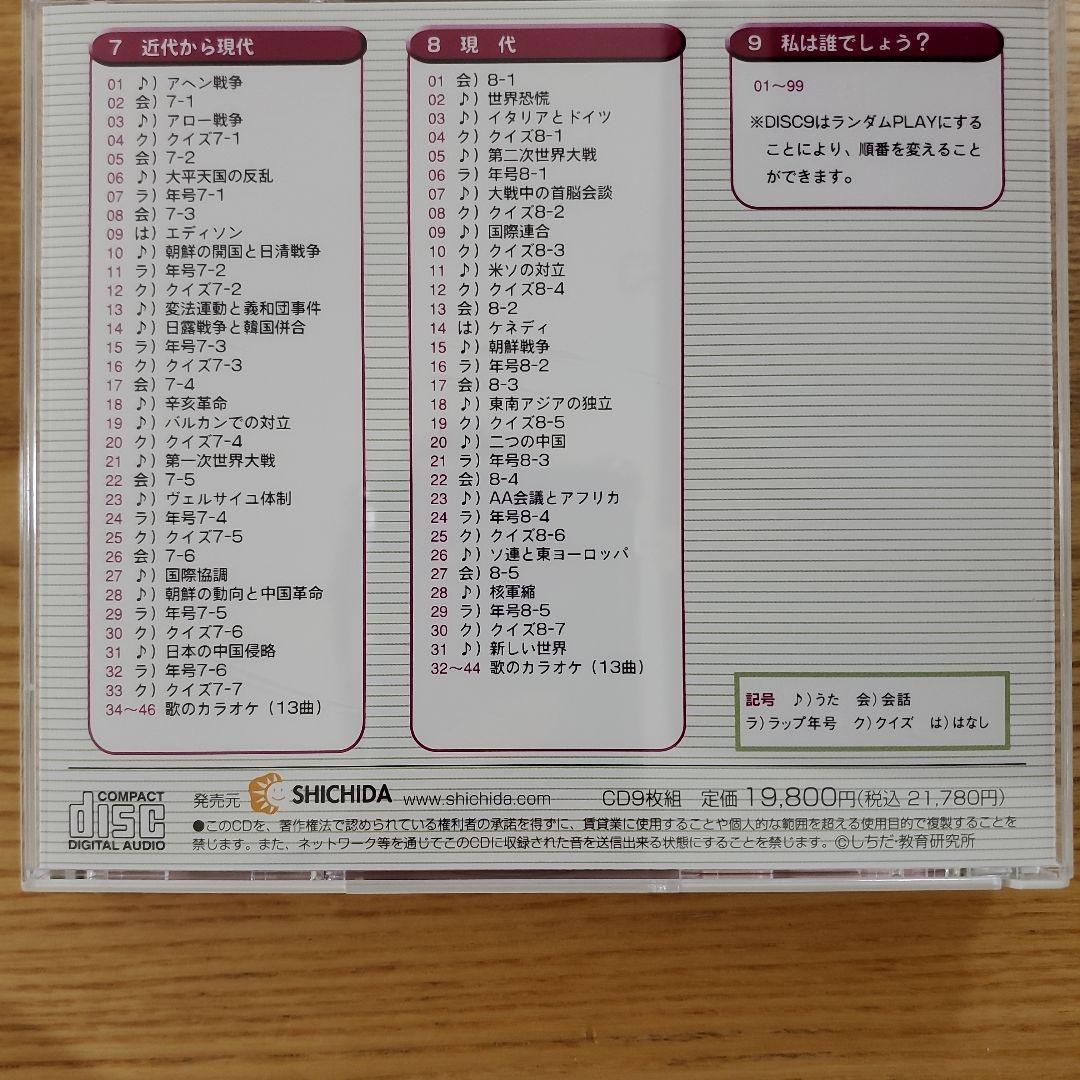 7 近代から現代
01 ♪）アヘン戦争
02 会）7-1
03 ♪）アロー戦争
04 ク）クイズ7-1
05 会）7-2
06 ♪）大平天国の反乱
07 ラ）年号7-1
08 会）7-3
09 は）エディソン
10 ♪）朝鮮の開国と日清戦争
11 ラ）年号7-2
12 ク）クイズ7-2
13 ♪）変法運動と義和団事件
14 ♪）日露戦争と韓国併合
15 ラ）年号7-3
16 ク）クイズ7-3
17 会）7-4
18 ♪）辛亥革命
19 ♪）バルカンでの対立
20 ク）クイズ7-4
21 ♪）第一次世界大戦
22 会）7-5
23 ♪）ヴェルサイユ体制
24 ラ）年号7-4
25 ク）クイズ7-5
26 会）7-6
27 ♪）国際協調
28 ♪）朝鮮の動向と中国革命
29 ラ）年号7-5
30 ク）クイズ7-6
31 ♪）日本の中国侵略
32 ラ）年号7-6
33 ク）クイズ7-7
34～46 歌のカラオケ（13曲）
8 現 代
01 会）8-1
02 ♪）世界恐慌
03 ♪）イタリアとドイツ
04 ク）クイズ8-1
05 ♪）第二次世界大戦
06 ラ）年号8-1
07 ♪）大戦中の首脳会談
08 ク）クイズ8-2
09 ♪）国際連合
10 ク）クイズ8-3
11 ♪）米ソの対立
12 ク）クイズ8-4
13 会）8-2
14 は）ケネディ
15 ♪）朝鮮戦争
16 ラ）年号8-2
17 会）8-3
18 ♪）東南アジアの独立
19 ク）クイズ8-5
20 ♪）二つの中国
21 ラ）年号8-3
22 会）8-4
23 ♪）AA会議とアフリカ
24 ラ）年号8-4
25 ク）クイズ8-6
26 ♪）ソ連と東ヨーロッパ
27 会）8-5
28 ♪）核軍縮
29 ラ）年号8-5
30 ク）クイズ8-7
31 ♪）新しい世界
32～44 歌のカラオケ（13曲）
9 私は誰でしょう？
01～99
※DISC9はランダムPLAYにする
ことにより、順番を変えること
ができます。
記号 ♪）うた 会）会話
ラ）ラップ年号 ク）クイズ は）はなし
COMPACT
disc
DIGITAL AUDIO
発売元 SHICHIDA www.shichida.com CD9枚組 定価 19,800円（税込 21,780円）
●このCDを、著作権法で認められている権利者の承諾を得ずに、賃貸業に使用することや個人的な範囲を超える使用目的で複製することを
禁じます。また、ネットワーク等を通じてこのCDに収録された音を送信出来る状態にすることを禁じます。©しちだ・教育研究所